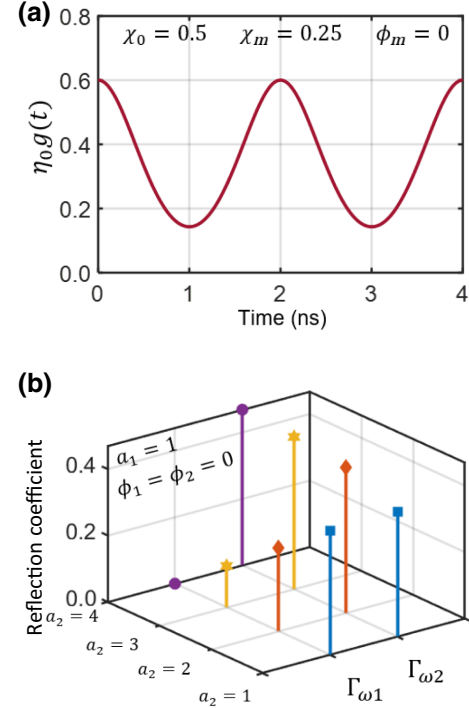 (a)
χ₀ = 0.5 χₘ = 0.25 ϕₘ = 0
0.8
0.6
0.4
0.2
0.0
η₀g(t)
0 1 2 3 4
Time (ns)
(b)
a₁ = 1
ϕ₁ = ϕ₂ = 0
Reflection coefficient
0.4
0.2
0.0
a₂ = 4
a₂ = 3
a₂ = 2
a₂ = 1
Γω1
Γω2